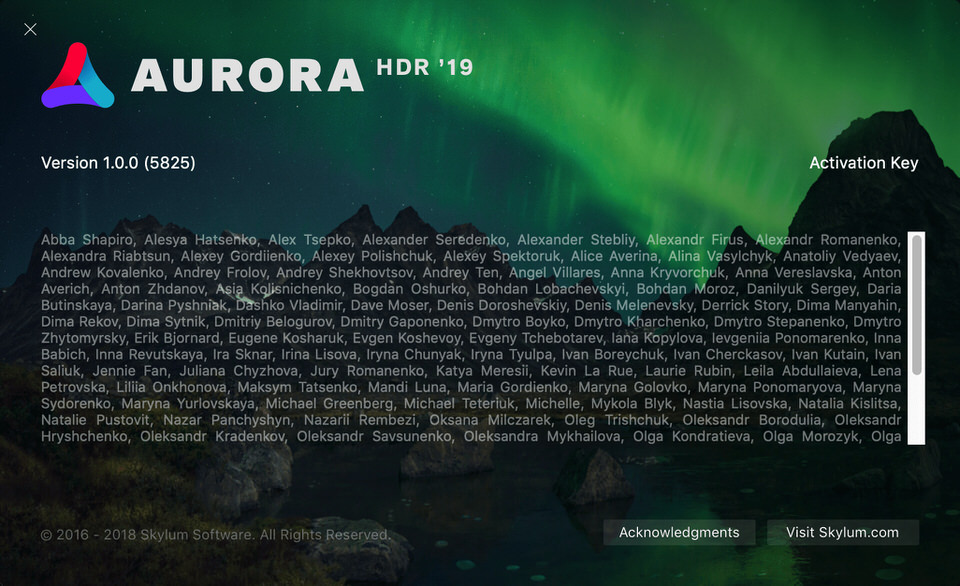 AURORA HDR ’19
Version 1.0.0 (5825)
Activation Key
Abba Shapiro, Alesya Hatsenko, Alex Tsepko, Alexander Seredenko, Alexander Stebliy, Alexandr Firus, Alexandr Romanenko,
Alexandra Riabtsun, Alexey Gordiienko, Alexey Polishchuk, Alexey Spektoruk, Alice Averina, Alina Vasylchyk, Anatoliy Vedyaev,
Andrew Kovalenko, Andrey Frolov, Andrey Shekhovtsov, Andrey Ten, Angel Villares, Anna Kryvorchuk, Anna Vereslavska, Anton
Averich, Anton Zhdanov, Asia Kolisnichenko, Bogdan Oshurko, Bohdan Lobanovskyi, Bohdan Moroz, Danilyuk Sergey, Daria
Butinskaya, Darina Pyshniak, Dashko Vladimir, Dave Moser, Denis Doroshevskiy, Denis Melenevsky, Derrick Story, Dima Manyahin,
Dima Rekov, Dima Sytnik, Dmitriy Belogurov, Dmitry Gaponenko, Dmytro Boyko, Dmytro Kharchenko, Dmytro Stepanenko, Dmytro
Zhytomyrsky, Erik Bjornard, Eugene Kosharuk, Evgen Koshevoy, Evgeny Tchebotarev, Iana Kopylova, Ievgeniia Ponomarenko, Inna
Babich, Inna Revutskaya, Ira Sknar, Irina Lisova, Iryna Chunyak, Iryna Tyulpa, Ivan Boreychuk, Ivan Cherckasov, Ivan Kutain, Ivan
Saliuk, Jennie Fan, Juliana Chyzhova, Jury Romanenko, Katya Meresii, Kevin La Rue, Laurie Rubin, Leila Abdullaieva, Lena
Petrovska, Liliia Onkhonova, Maksym Tatsenko, Mandi Luna, Maria Gordienko, Maryna Golovko, Maryna Ponomaryova, Maryna
Sydorenko, Maryna Yurlovskaya, Michael Greenberg, Michael Teteriuk, Michelle, Mykola Blyk, Nastia Lisovska, Natalia Kislitsa,
Natalie Pustovit, Nazar Panchyshyn, Nazarii Rembezi, Oksana Milczarek, Oleg Trishchuk, Oleksandr Borodulia, Oleksandr
Hryshchenko, Oleksandr Kradenkov, Oleksandr Savsunenko, Oleksandra Mykhailova, Olga Kondratieva, Olga Morozyk, Olga
© 2016 - 2018 Skylum Software. All Rights Reserved.
Acknowledgments
Visit Skylum.com